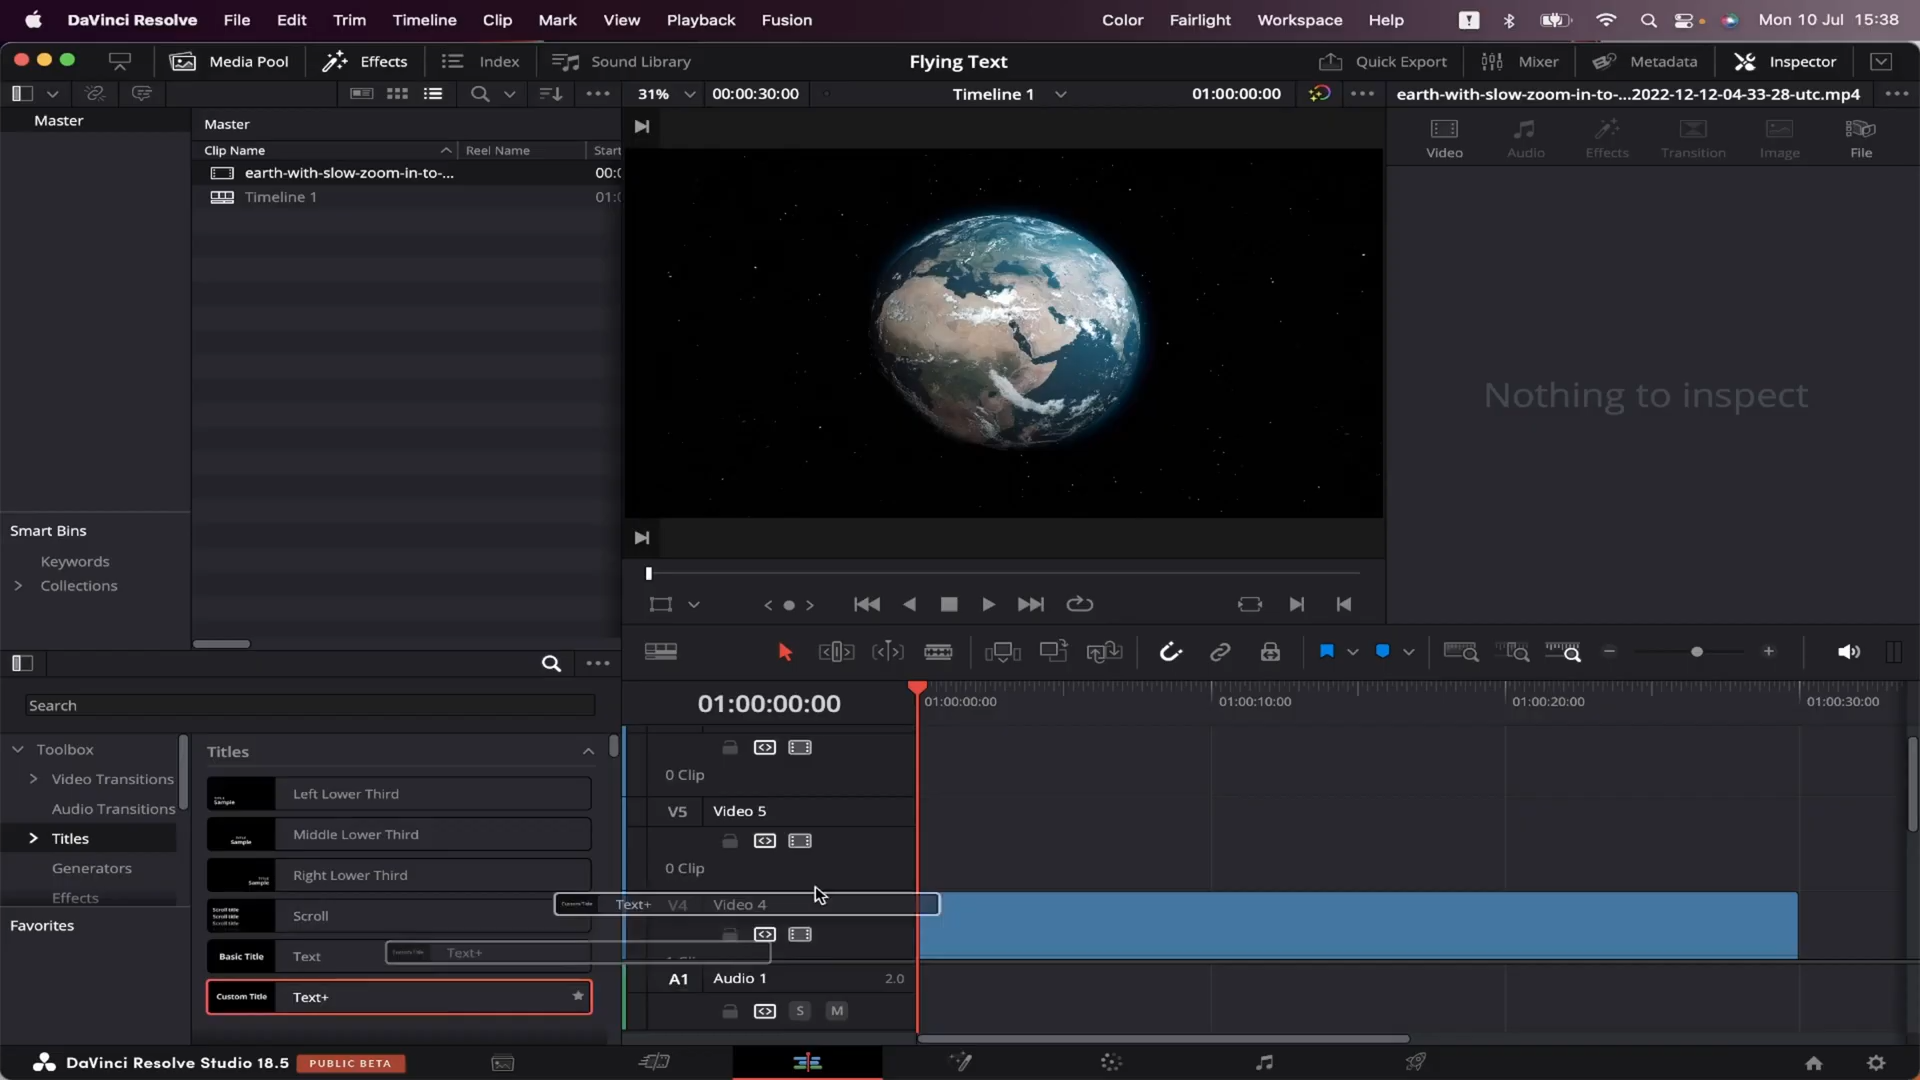 DaVinci Resolve File Edit Trim Timeline Clip Mark View Playback Fusion Color Fairlight Workspace Help Mon 10 Jul 15:38
Media Pool Effects Index Sound Library Flying Text Quick Export Mixer Metadata Inspector
31% 00:00:30:00 Timeline 1 01:00:00:00 earth-with-slow-zoom-in-to-...2022-12-12-04-33-28-utc.mp4
Master Master
Clip Name Reel Name Start
earth-with-slow-zoom-in-to-... 00:0
Timeline 1 01:0
Video Audio Effects Transition Image File
Nothing to inspect
Smart Bins
Keywords
Collections
Search
01:00:00:00
01:00:00:00 01:00:10:00 01:00:20:00 01:00:30:00
Toolbox
Video Transitions
Audio Transitions
Titles
Generators
Effects
Favorites
Titles
Left Lower Third
Middle Lower Third
Right Lower Third
Scroll title Scroll
Basic Title Text
Custom Title Text+
Text+
Text+
0 Clip
V5 Video 5
0 Clip
V4 Video 4
A1 Audio 1 2.0
S M
DaVinci Resolve Studio 18.5 PUBLIC BETA